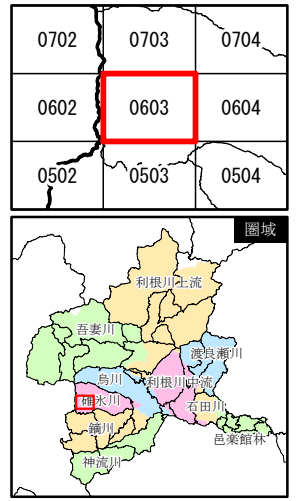 0702 0703 0704
0602 0603 0604
0502 0503 0504
圏域
利根川上流
吾妻川
渡良瀬川
烏川 利根川中流
碓氷川
石田川
鏑川
邑楽館林
神流川